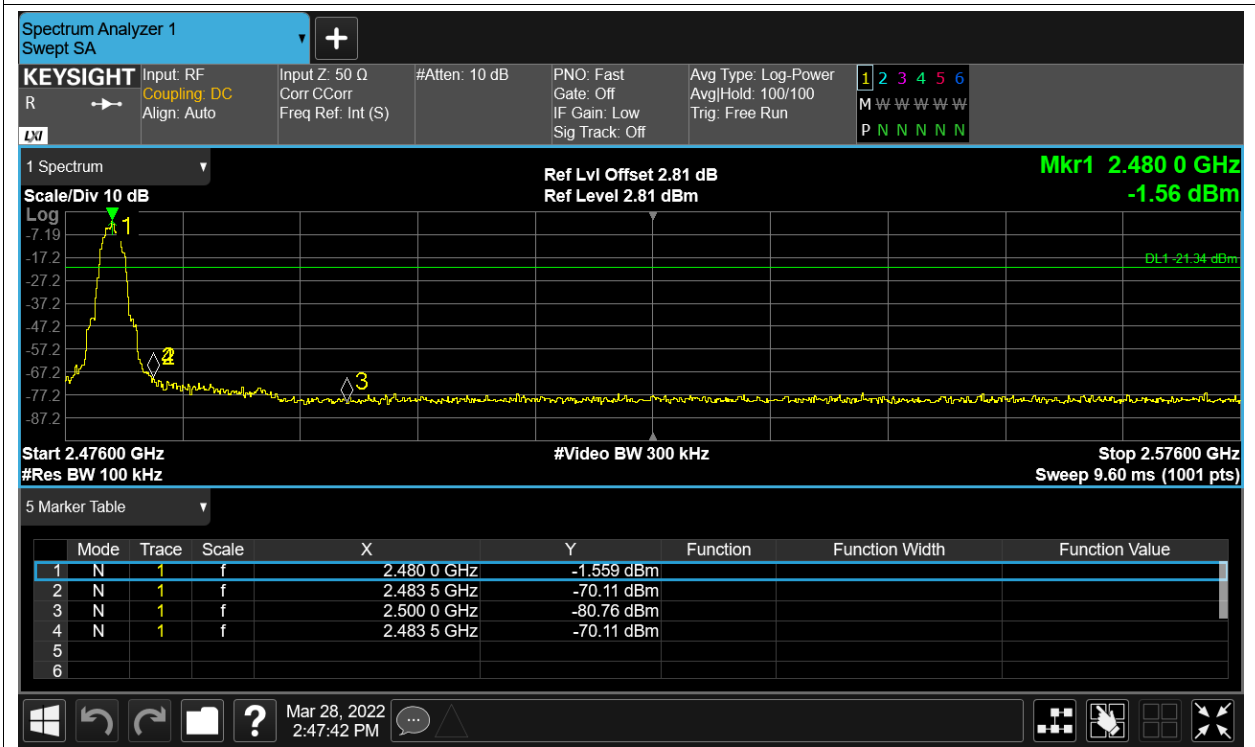 Spectrum Analyzer 1
Swept SA
+
KEYSIGHT Input: RF Input Z: 50 Ω #Atten: 10 dB PNO: Fast Avg Type: Log-Power 1 2 3 4 5 6
R Coupling: DC Corr CCorr Gate: Off Avg|Hold: 100/100 M W W W W W W
Align: Auto Freq Ref: Int (S) IF Gain: Low Trig: Free Run
LXI Sig Track: Off P N N N N N N
1 Spectrum
Ref Lvl Offset 2.81 dB Mkr1 2.480 0 GHz
Scale/Div 10 dB Ref Level 2.81 dBm -1.56 dBm
Log
1
-7.19
-17.2
DL1 -21.34 dBm
-27.2
-37.2
-47.2
-57.2
2 4
-67.2
3
-77.2
-87.2
Start 2.47600 GHz #Video BW 300 kHz Stop 2.57600 GHz
#Res BW 100 kHz Sweep 9.60 ms (1001 pts)
5 Marker Table
Mode Trace Scale X Y Function Function Width Function Value
1 N 1 f 2.480 0 GHz -1.559 dBm
2 N 1 f 2.483 5 GHz -70.11 dBm
3 N 1 f 2.500 0 GHz -80.76 dBm
4 N 1 f 2.483 5 GHz -70.11 dBm
5
6
? Mar 28, 2022
2:47:42 PM